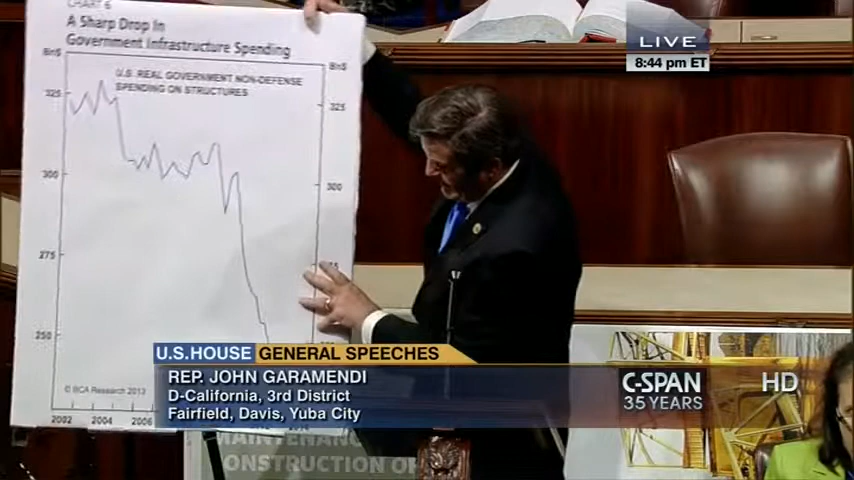 CHART 6
A Sharp Drop In
Government Infrastructure Spending
Bn$
Bn$
U.S. REAL GOVERNMENT NON-DEFENSE
SPENDING ON STRUCTURES
325
325
300
300
275
250
© BCA Research 2013
2002
2004
2006
LIVE
8:44 pm ET
U.S. HOUSE
GENERAL SPEECHES
REP. JOHN GARAMENDI
D-California, 3rd District
Fairfield, Davis, Yuba City
C-SPAN
35 YEARS
HD
MAINTENANC
ONSTRUCTION OF